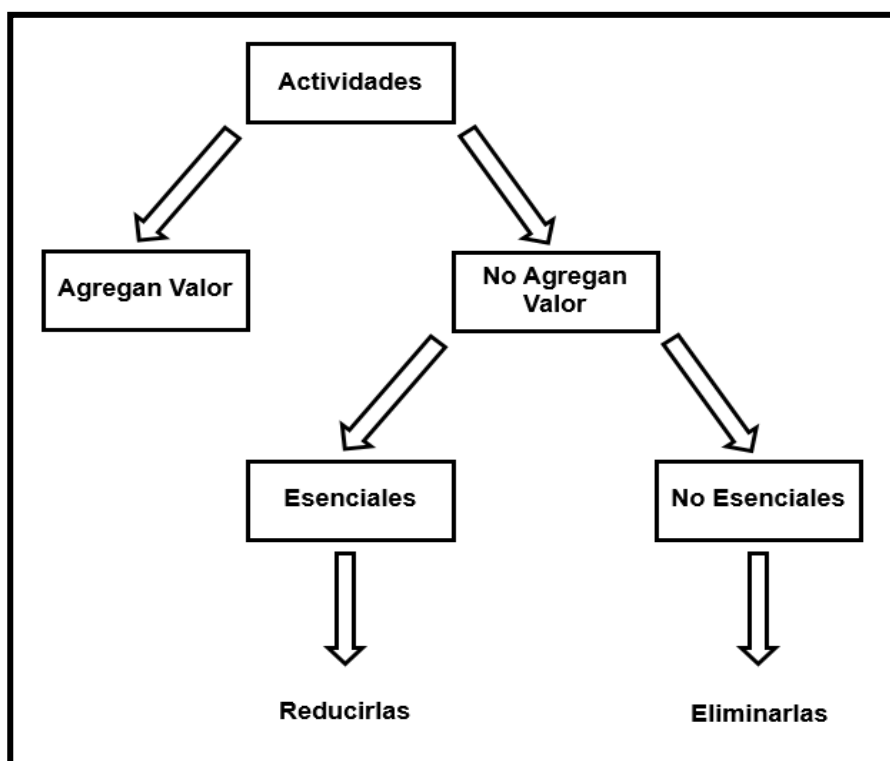 Actividades
Agregan Valor
No Agregan
Valor
Esenciales
No Esenciales
Reducirlas
Eliminarlas